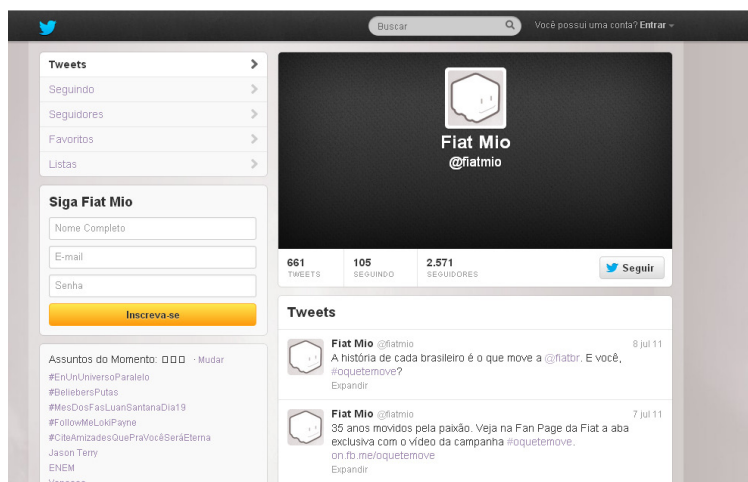 Buscar
Você possui uma conta? Entrar
Tweets
Seguindo
Seguidores
Favoritos
Listas
Siga Fiat Mio
Nome Completo
E-mail
Senha
Inscreva-se
Assuntos do Momento: · Mudar
#EnUnUniversoParalelo
#BeliebersPutas
#MesDosFasLuanSantanaDia19
#FollowMeLokiPayne
#CiteAmizadesQuePraVocêSeráEterna
Jason Terry
ENEM
Fiat Mio
@fiatmio
661 TWEETS
105 SEGUINDO
2.571 SEGUIDORES
Seguir
Tweets
Fiat Mio @fiatmio 8 jul 11
A história de cada brasileiro é o que move a @fiatbr. E você,
#oquetemove?
Expandir
Fiat Mio @fiatmio 7 jul 11
35 anos movidos pela paixão. Veja na Fan Page da Fiat a aba
exclusiva com o vídeo da campanha #oquetemove.
on.fb.me/oquetemove
Expandir